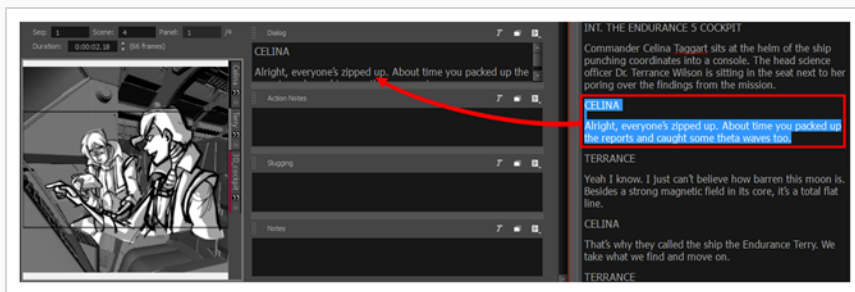 Seq: 1 Scene: 4 Panel: 1 /4
Duration: 0:00:02.18 (66 frames)
Celina
Terry
3D_cockpit
Dialog
CELINA
Alright, everyone's zipped up. About time you packed up the
Action Notes
Slugging
Notes
INT. THE ENDURANCE 5 COCKPIT
Commander Celina Taggart sits at the helm of the ship
punching coordinates into a console. The head science
officer Dr. Terrance Wilson is sitting in the seat next to her
poring over the findings from the mission.
CELINA
Alright, everyone's zipped up. About time you packed up
the reports and caught some theta waves too.
TERRANCE
Yeah I know. I just can't believe how barren this moon is.
Besides a strong magnetic field in its core, it's a total flat
line.
CELINA
That's why they called the ship the Endurance Terry. We
take what we find and move on.
TERRANCE